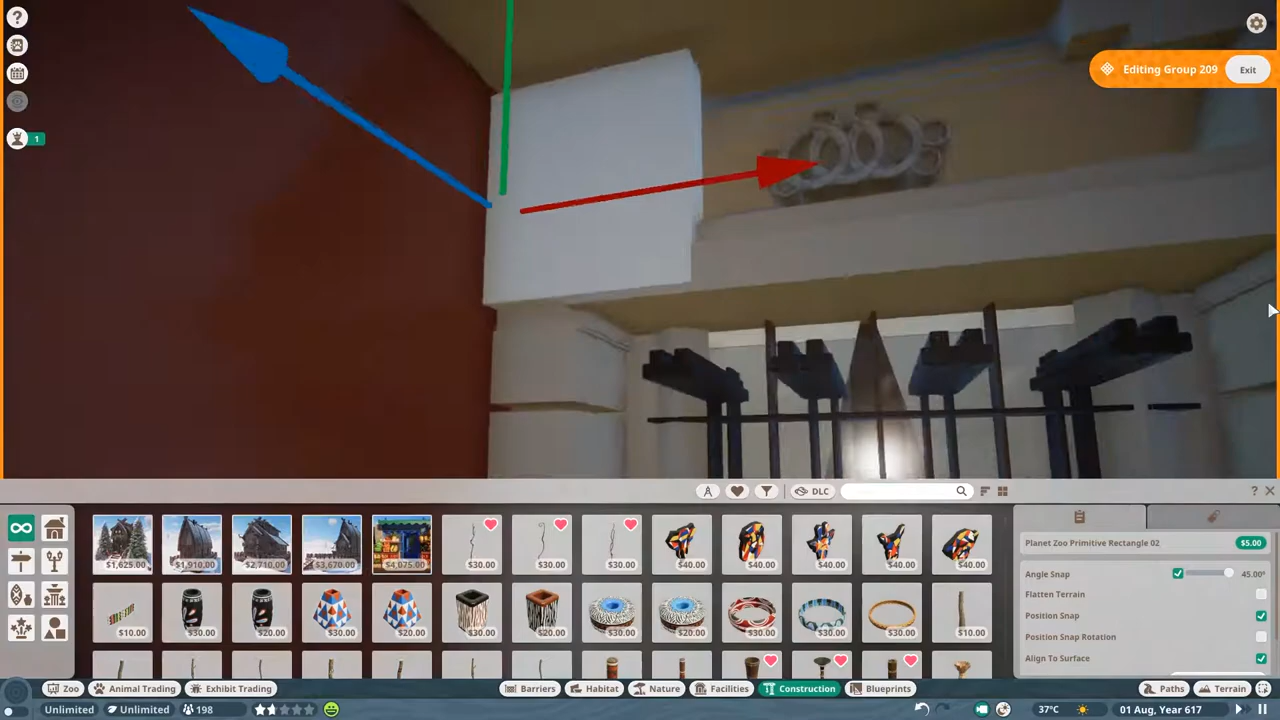 Editing Group 209
Exit
1
DLC
$1,625.00 $1,910.00 $2,710.00 $3,670.00 $4,075.00 $30.00 $30.00 $30.00 $40.00 $40.00 $40.00 $40.00 $40.00
$10.00 $30.00 $20.00 $30.00 $20.00 $30.00 $20.00 $30.00 $20.00 $30.00 $30.00 $30.00 $10.00
Planet Zoo Primitive Rectangle 02 $5.00
Angle Snap 45.00°
Flatten Terrain
Position Snap
Position Snap Rotation
Align To Surface
Zoo Animal Trading Exhibit Trading Barriers Habitat Nature Facilities Construction Blueprints Paths Terrain
Unlimited Unlimited 198 37°C 01 Aug, Year 617